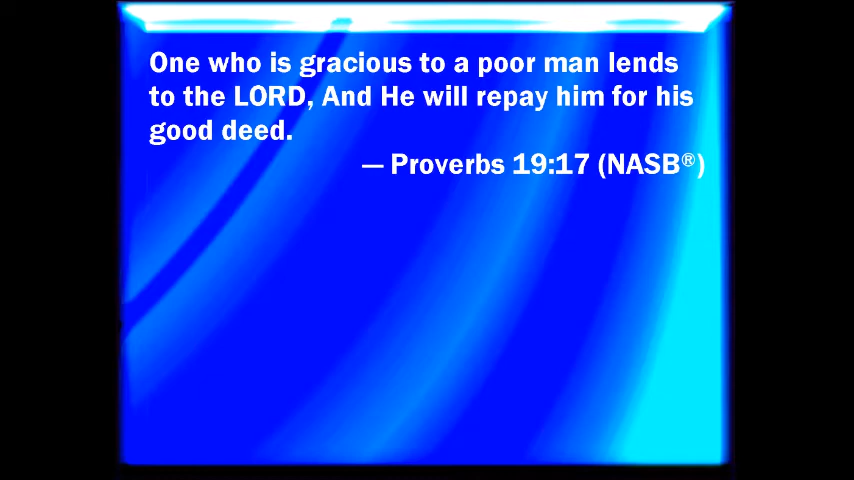 One who is gracious to a poor man lends
to the LORD, And He will repay him for his
good deed.
— Proverbs 19:17 (NASB®)